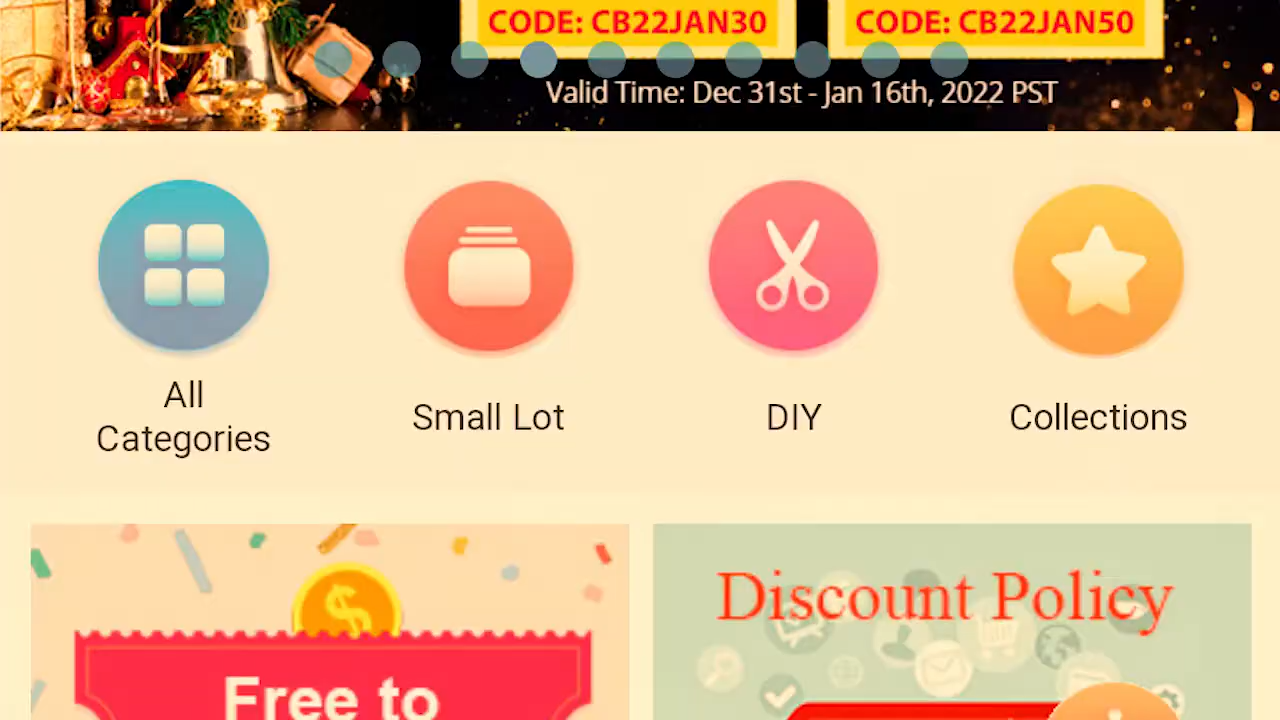 CODE: CB22JAN30
CODE: CB22JAN50
Valid Time: Dec 31st - Jan 16th, 2022 PST
All
Categories
Small Lot
DIY
Collections
Free to
Discount Policy